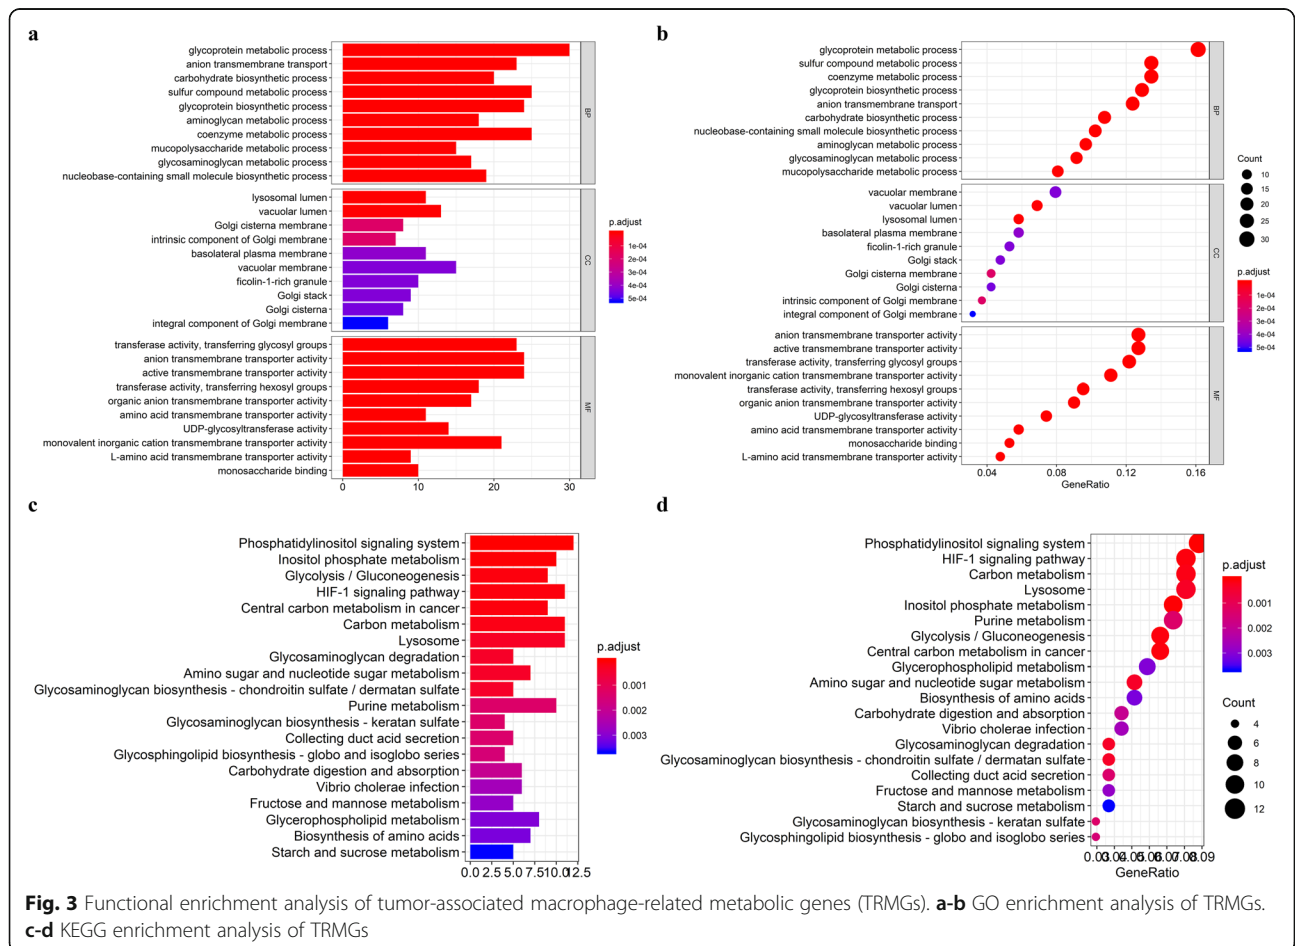 a
glycoprotein metabolic process
anion transmembrane transport
carbohydrate biosynthetic process
sulfur compound metabolic process
glycoprotein biosynthetic process
aminoglycan metabolic process
coenzyme metabolic process
mucopolysaccharide metabolic process
glycosaminoglycan metabolic process
nucleobase-containing small molecule biosynthetic process
BP
lysosomal lumen
vacuolar lumen
Golgi cisterna membrane
intrinsic component of Golgi membrane
basolateral plasma membrane
vacuolar membrane
ficolin-1-rich granule
Golgi stack
Golgi cisterna
integral component of Golgi membrane
CC
transferase activity, transferring glycosyl groups
anion transmembrane transporter activity
active transmembrane transporter activity
transferase activity, transferring hexosyl groups
organic anion transmembrane transporter activity
amino acid transmembrane transporter activity
UDP-glycosyltransferase activity
monovalent inorganic cation transmembrane transporter activity
L-amino acid transmembrane transporter activity
monosaccharide binding
MF
0 10 20 30
p.adjust
1e-04
2e-04
3e-04
4e-04
5e-04
b
glycoprotein metabolic process
sulfur compound metabolic process
coenzyme metabolic process
glycoprotein biosynthetic process
anion transmembrane transport
carbohydrate biosynthetic process
nucleobase-containing small molecule biosynthetic process
aminoglycan metabolic process
glycosaminoglycan metabolic process
mucopolysaccharide metabolic process
BP
vacuolar membrane
vacuolar lumen
lysosomal lumen
basolateral plasma membrane
ficolin-1-rich granule
Golgi stack
Golgi cisterna membrane
Golgi cisterna
intrinsic component of Golgi membrane
integral component of Golgi membrane
CC
anion transmembrane transporter activity
active transmembrane transporter activity
transferase activity, transferring glycosyl groups
monovalent inorganic cation transmembrane transporter activity
transferase activity, transferring hexosyl groups
organic anion transmembrane transporter activity
UDP-glycosyltransferase activity
amino acid transmembrane transporter activity
monosaccharide binding
L-amino acid transmembrane transporter activity
MF
0.04 0.08 0.12 0.16
GeneRatio
Count
10
15
20
25
30
p.adjust
1e-04
2e-04
3e-04
4e-04
5e-04
c
Phosphatidylinositol signaling system
Inositol phosphate metabolism
Glycolysis / Gluconeogenesis
HIF-1 signaling pathway
Central carbon metabolism in cancer
Carbon metabolism
Lysosome
Glycosaminoglycan degradation
Amino sugar and nucleotide sugar metabolism
Glycosaminoglycan biosynthesis - chondroitin sulfate / dermatan sulfate
Purine metabolism
Glycosaminoglycan biosynthesis - keratan sulfate
Collecting duct acid secretion
Glycosphingolipid biosynthesis - globo and isoglobo series
Carbohydrate digestion and absorption
Vibrio cholerae infection
Fructose and mannose metabolism
Glycerophospholipid metabolism
Biosynthesis of amino acids
Starch and sucrose metabolism
0.0 2.5 5.0 7.5 10.0 12.5
p.adjust
0.001
0.002
0.003
d
Phosphatidylinositol signaling system
HIF-1 signaling pathway
Carbon metabolism
Lysosome
Inositol phosphate metabolism
Purine metabolism
Glycolysis / Gluconeogenesis
Central carbon metabolism in cancer
Glycerophospholipid metabolism
Amino sugar and nucleotide sugar metabolism
Biosynthesis of amino acids
Carbohydrate digestion and absorption
Vibrio cholerae infection
Glycosaminoglycan degradation
Glycosaminoglycan biosynthesis - chondroitin sulfate / dermatan sulfate
Collecting duct acid secretion
Fructose and mannose metabolism
Starch and sucrose metabolism
Glycosaminoglycan biosynthesis - keratan sulfate
Glycosphingolipid biosynthesis - globo and isoglobo series
0.03 0.04 0.05 0.06 0.07 0.08 0.09
GeneRatio
p.adjust
0.001
0.002
0.003
Count
4
6
8
10
12
Fig. 3 Functional enrichment analysis of tumor-associated macrophage-related metabolic genes (TRMGs). a-b GO enrichment analysis of TRMGs.
c-d KEGG enrichment analysis of TRMGs